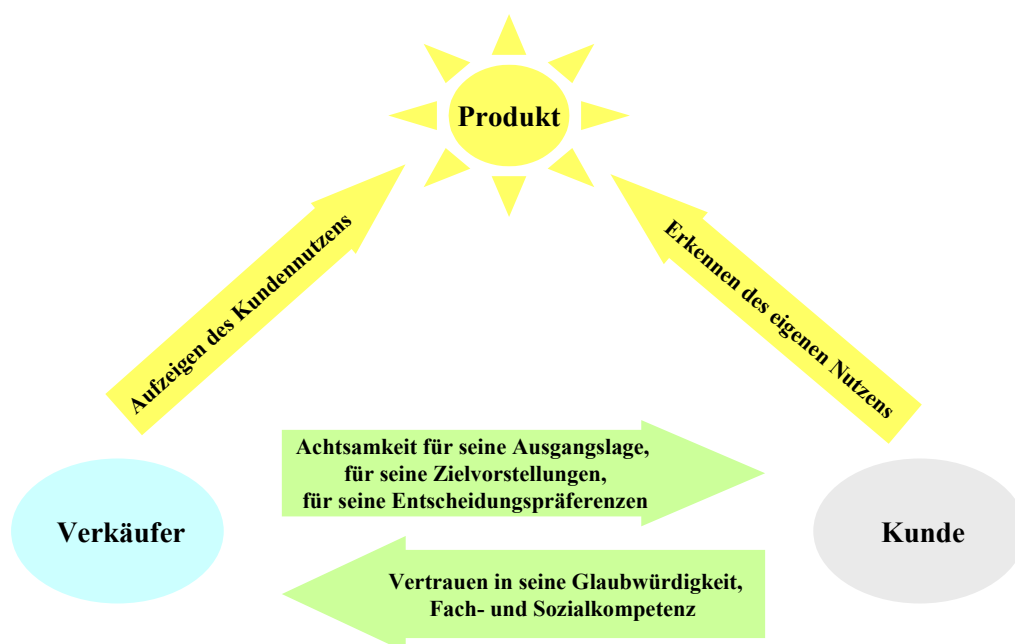 Produkt
Aufzeigen des Kundennutzens
Erkennen des eigenen Nutzens
Achtsamkeit für seine Ausgangslage,
für seine Zielvorstellungen,
für seine Entscheidungspräferenzen
Verkäufer
Kunde
Vertrauen in seine Glaubwürdigkeit,
Fach- und Sozialkompetenz